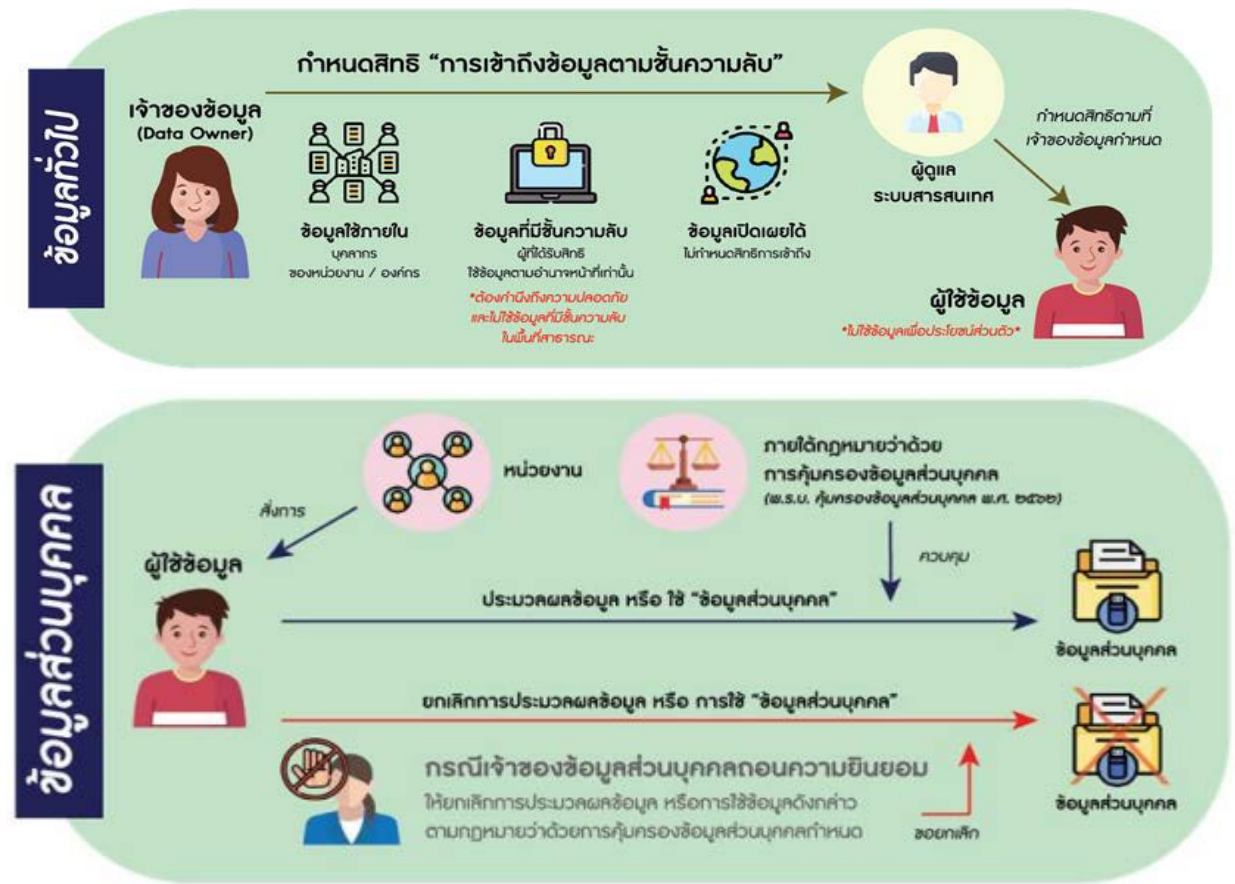 ข้อมูลทั่วไป
กำหนดสิทธิ “การเข้าถึงข้อมูลตามชั้นความลับ”
เจ้าของข้อมูล
(Data Owner)
ข้อมูลใช้ภายใน
บุคลากร
ของหน่วยงาน / องค์กร
ข้อมูลที่มีชั้นความลับ
ผู้ที่ได้รับสิทธิ
ใช้ข้อมูลตามอำนาจหน้าที่เท่านั้น
*ต้องคำนึงถึงความปลอดภัย
และไม่ใช้ข้อมูลที่มีชั้นความลับ
ในพื้นที่สาธารณะ
ข้อมูลเปิดเผยได้
ไม่กำหนดสิทธิการเข้าถึง
ผู้ดูแล
ระบบสารสนเทศ
กำหนดสิทธิตามที่
เจ้าของข้อมูลกำหนด
ผู้ใช้ข้อมูล
*ไม่ใช้ข้อมูลเพื่อประโยชน์ส่วนตัว*
ข้อมูลส่วนบุคคล
หน่วยงาน
ภายใต้กฎหมายว่าด้วย
การคุ้มครองข้อมูลส่วนบุคคล
(พ.ร.บ. คุ้มครองข้อมูลส่วนบุคคล พ.ศ. ๒๕๖๒)
สั่งการ
ควบคุม
ผู้ใช้ข้อมูล
ประมวลผลข้อมูล หรือ ใช้ “ข้อมูลส่วนบุคคล”
ข้อมูลส่วนบุคคล
ยกเลิกการประมวลผลข้อมูล หรือ การใช้ “ข้อมูลส่วนบุคคล”
กรณีเจ้าของข้อมูลส่วนบุคคลถอนความยินยอม
ให้ยกเลิกการประมวลผลข้อมูล หรือการใช้ข้อมูลดังกล่าว
ตามกฎหมายว่าด้วยการคุ้มครองข้อมูลส่วนบุคคลกำหนด
ขอยกเลิก
ข้อมูลส่วนบุคคล